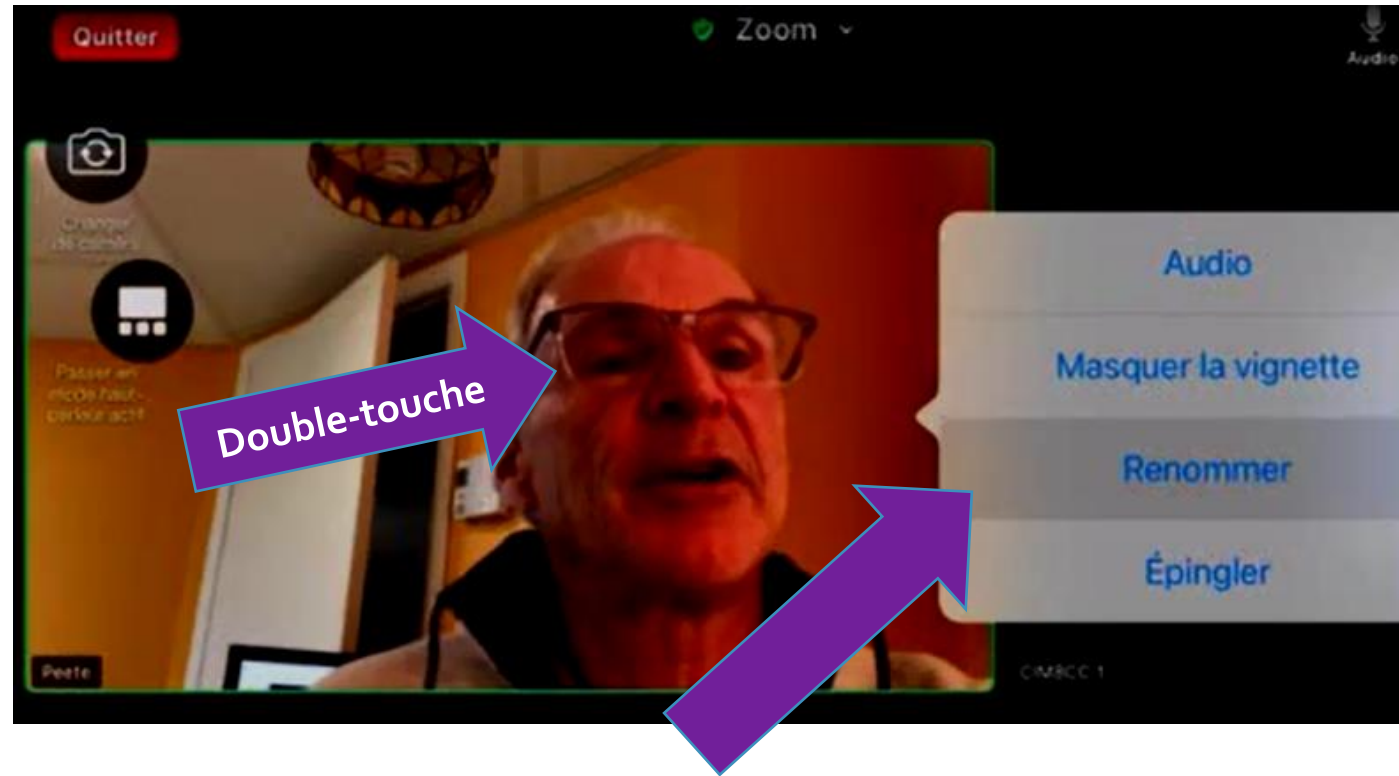 Quitter
Zoom
Audio
Changer
de caméra
Passer en
mode haut-
parleur actif
Double-touche
Audio
Masquer la vignette
Renommer
Épingler
Peete